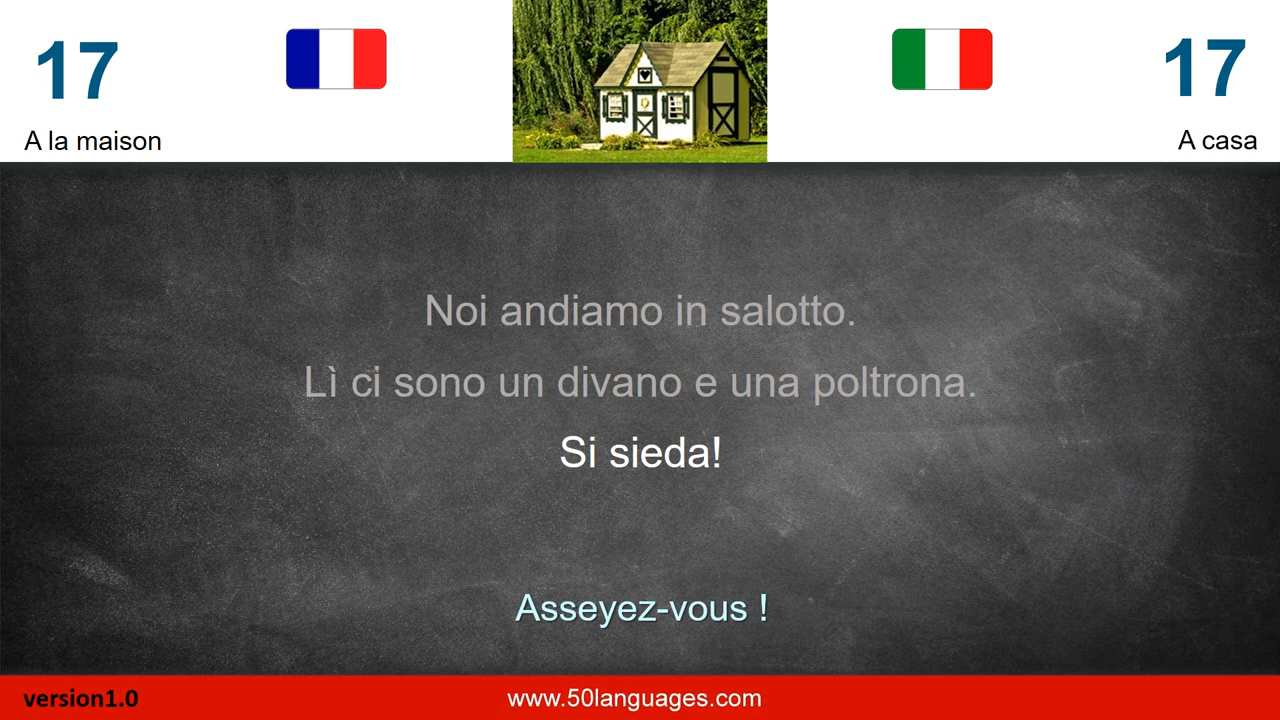 17
17
A la maison
A casa
Noi andiamo in salotto.
Lì ci sono un divano e una poltrona.
Si sieda!
Asseyez-vous !
version1.0
www.50languages.com